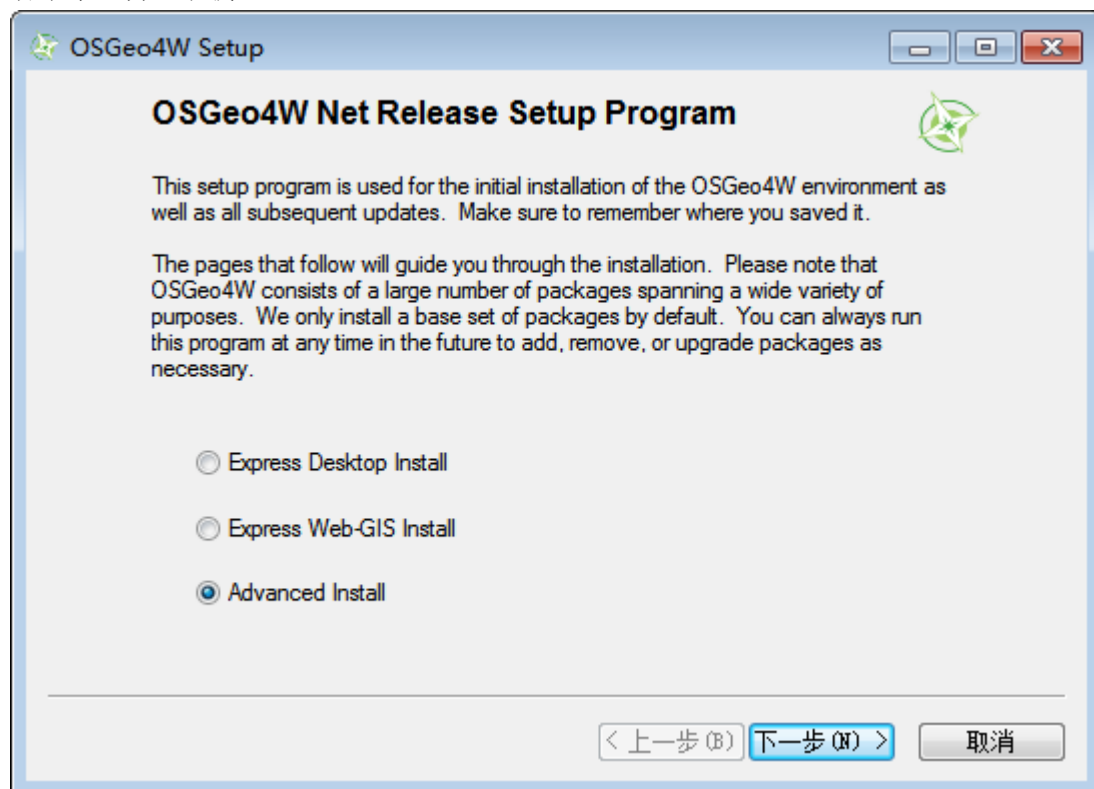 OSGeo4W Setup
OSGeo4W Net Release Setup Program
This setup program is used for the initial installation of the OSGeo4W environment as
well as all subsequent updates.  Make sure to remember where you saved it.
The pages that follow will guide you through the installation.  Please note that
OSGeo4W consists of a large number of packages spanning a wide variety of
purposes.  We only install a base set of packages by default.  You can always run
this program at any time in the future to add, remove, or upgrade packages as
necessary.
Express Desktop Install
Express Web-GIS Install
Advanced Install
< 上一步(B) 下一步(N) > 取消